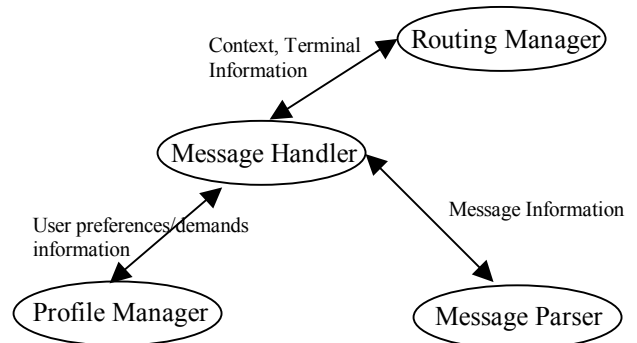 Context, Terminal
Information
Routing Manager
Message Handler
User preferences/demands
information
Message Information
Profile Manager
Message Parser